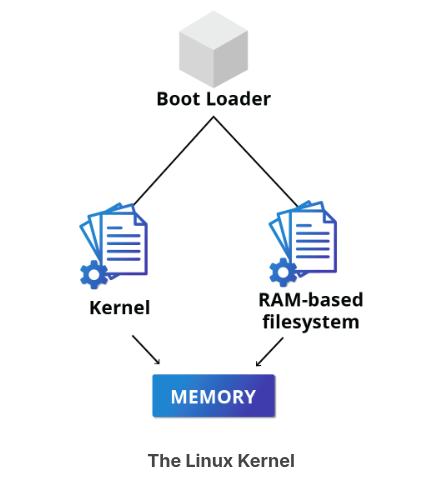 Boot Loader
Kernel
RAM-based
filesystem
MEMORY
The Linux Kernel